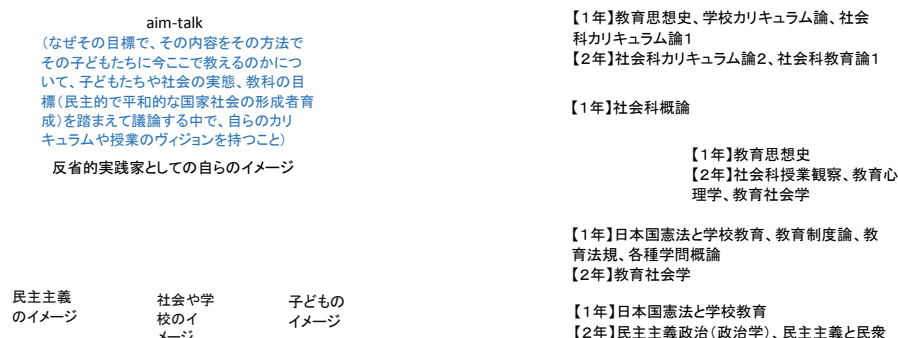 aim-talk
(なぜその目標で、その内容をその方法で
その子どもたちに今ここで教えるのかにつ
いて、子どもたちや社会の実態、教科の目
標(民主的で平和的な国家社会の形成者育
成)を踏まえて議論する中で、自らのカリ
キュラムや授業のヴィジョンを持つこと)
反省的実践家としての自らのイメージ
民主主義
のイメージ
社会や学
校のイ
メージ
子どもの
イメージ
【1年】教育思想史、学校カリキュラム論、社会
科カリキュラム論1
【2年】社会科カリキュラム論2、社会科教育論1
【1年】社会科概論
【1年】教育思想史
【2年】社会科授業観察、教育心
理学、教育社会学
【1年】日本国憲法と学校教育、教育制度論、教
育法規、各種学問概論
【2年】教育社会学
【1年】日本国憲法と学校教育
【2年】民主主義政治(政治学)、民主主義と民衆